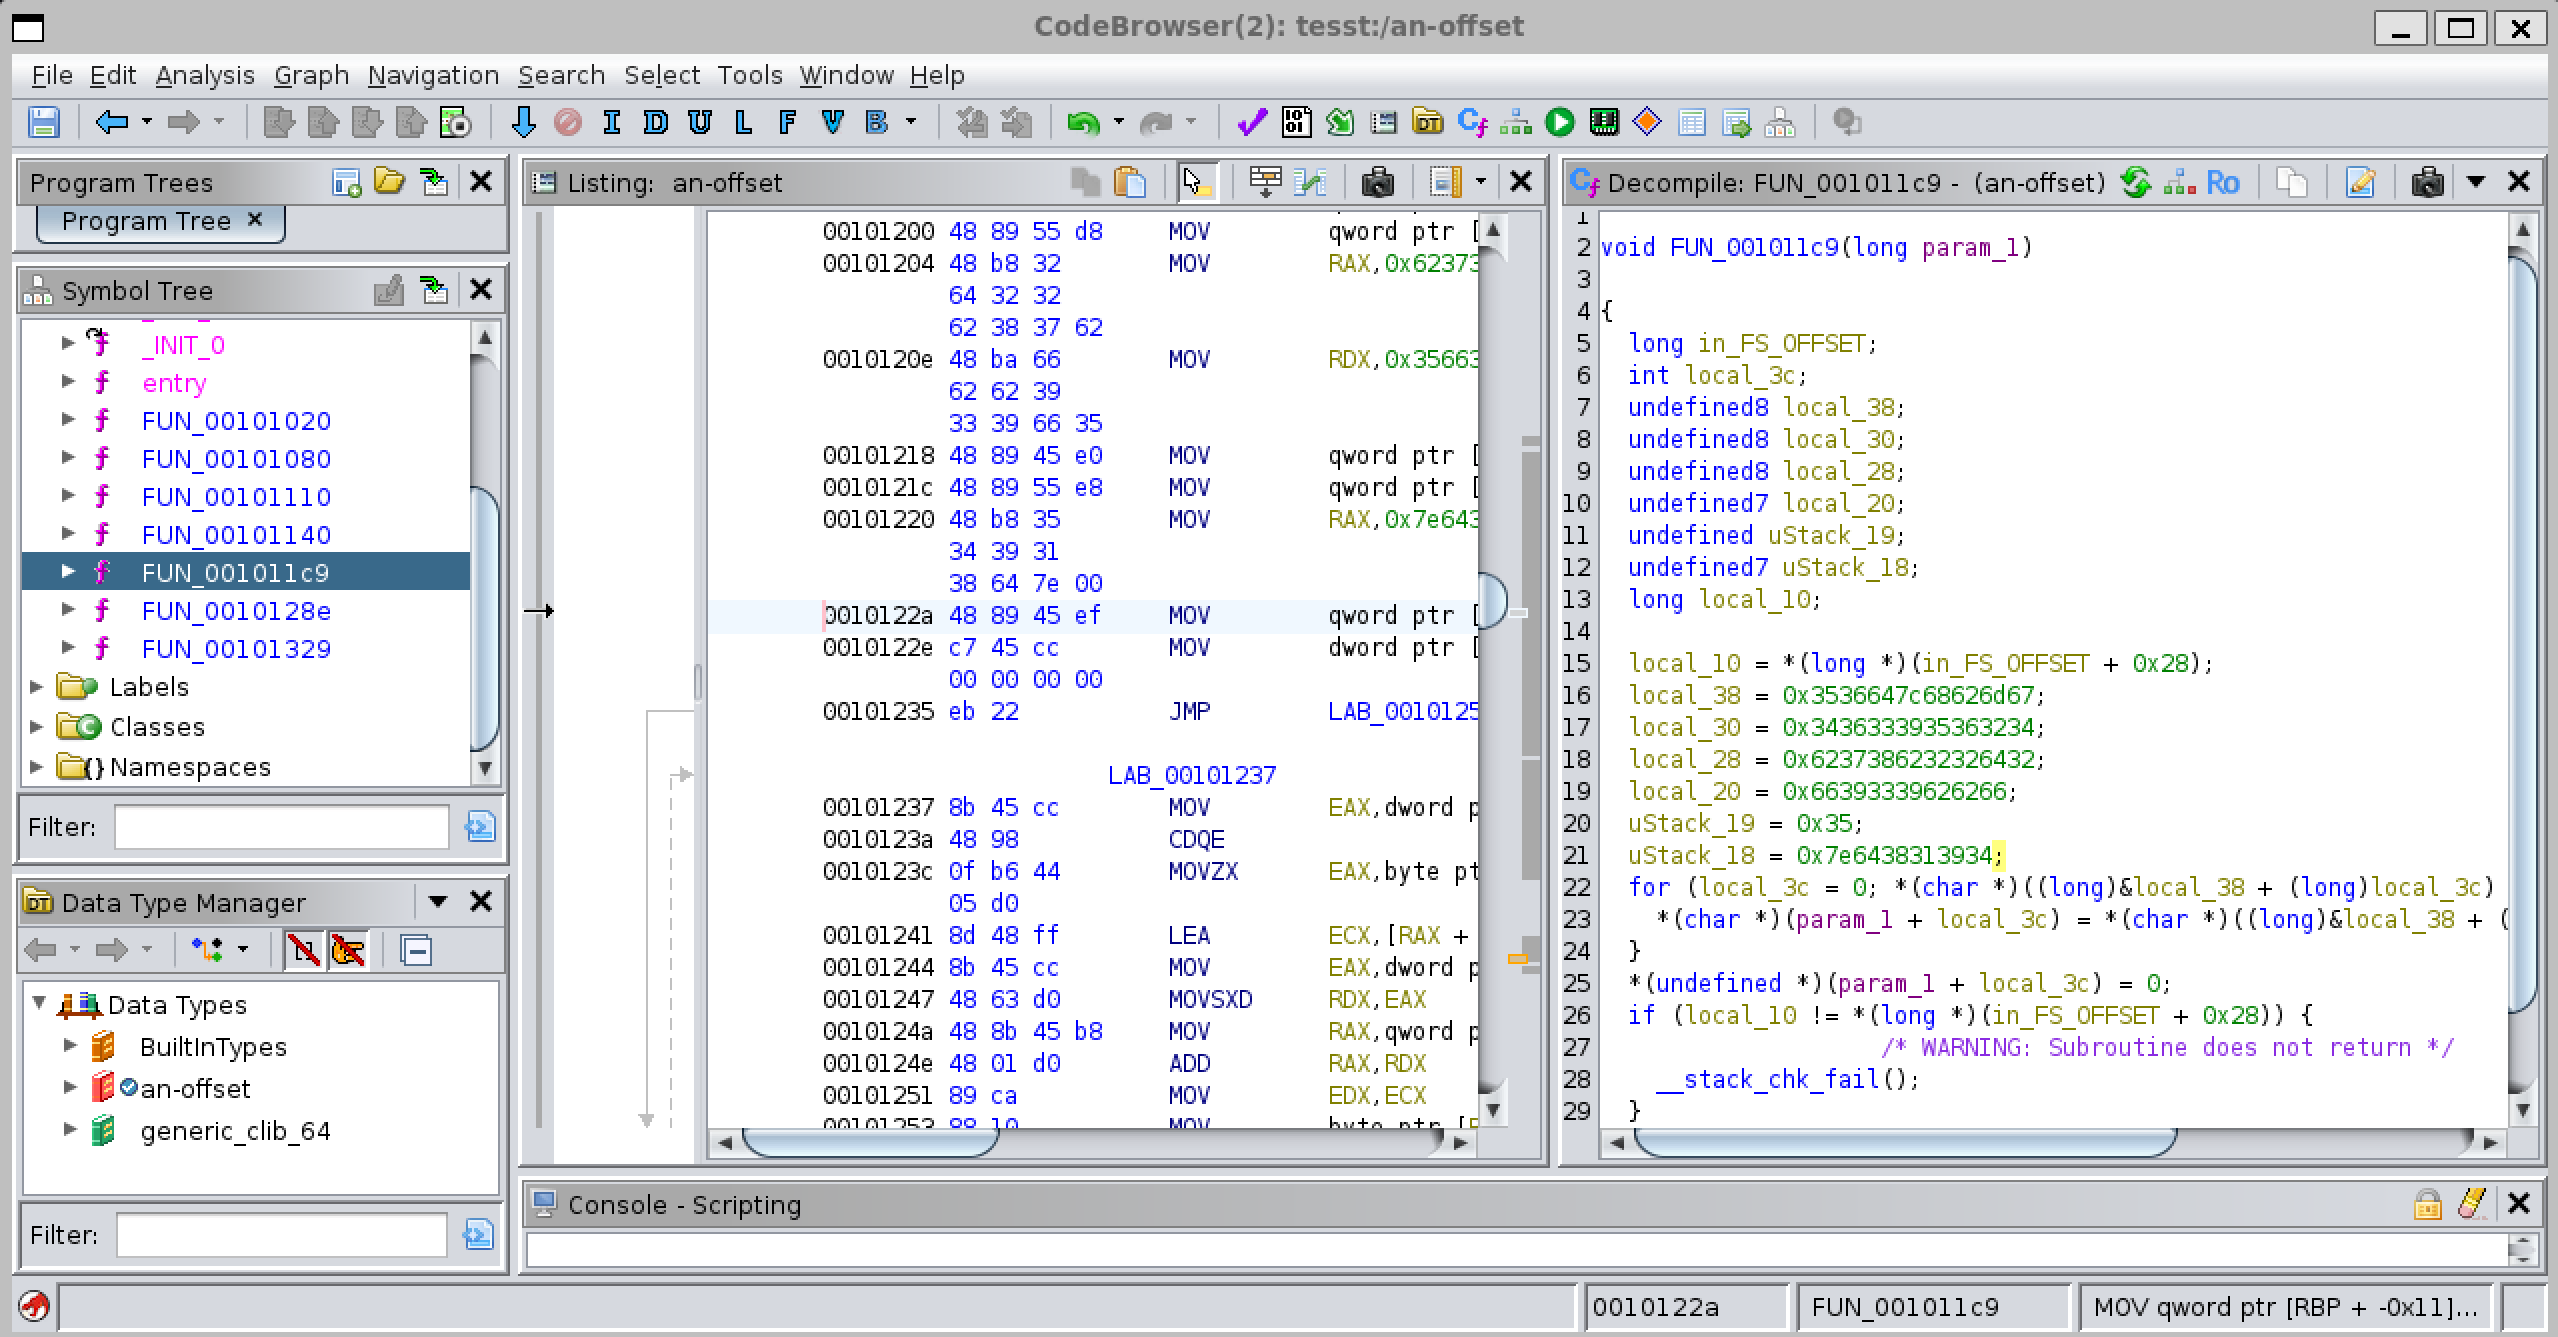 CodeBrowser(2): tesst:/an-offset
File Edit Analysis Graph Navigation Search Select Tools Window Help
I D U L F V B
Program Trees
Program Tree
Symbol Tree
_INIT_0
entry
FUN_00101020
FUN_00101080
FUN_00101110
FUN_00101140
FUN_001011c9
FUN_0010128e
FUN_00101329
Labels
Classes
Namespaces
Filter:
Data Type Manager
Data Types
BuiltInTypes
an-offset
generic_clib_64
Filter:
Listing: an-offset
00101200 48 89 55 d8 MOV qword ptr [
00101204 48 b8 32 MOV RAX,0x62373
64 32 32
62 38 37 62
0010120e 48 ba 66 MOV RDX,0x35663
62 62 39
33 39 66 35
00101218 48 89 45 e0 MOV qword ptr [
0010121c 48 89 55 e8 MOV qword ptr [
00101220 48 b8 35 MOV RAX,0x7e643
34 39 31
38 64 7e 00
0010122a 48 89 45 ef MOV qword ptr [
0010122e c7 45 cc MOV dword ptr [
00 00 00 00
00101235 eb 22 JMP LAB_0010125
LAB_00101237
00101237 8b 45 cc MOV EAX,dword p
0010123a 48 98 CDQE
0010123c 0f b6 44 MOVZX EAX,byte pt
05 d0
00101241 8d 48 ff LEA ECX,[RAX +
00101244 8b 45 cc MOV EAX,dword p
00101247 48 63 d0 MOVSXD RDX,EAX
0010124a 48 8b 45 b8 MOV RAX,qword p
0010124e 48 01 d0 ADD RAX,RDX
00101251 89 ca MOV EDX,ECX
00101253 88 10 MOV byte ptr [
Decompile: FUN_001011c9 - (an-offset) Ro
1
2 void FUN_001011c9(long param_1)
3
4 {
5 long in_FS_OFFSET;
6 int local_3c;
7 undefined8 local_38;
8 undefined8 local_30;
9 undefined8 local_28;
10 undefined7 local_20;
11 undefined uStack_19;
12 undefined7 uStack_18;
13 long local_10;
14
15 local_10 = *(long *)(in_FS_OFFSET + 0x28);
16 local_38 = 0x3536647c68626d67;
17 local_30 = 0x3436333935363234;
18 local_28 = 0x6237386232326432;
19 local_20 = 0x66393339626266;
20 uStack_19 = 0x35;
21 uStack_18 = 0x7e6438313934;
22 for (local_3c = 0; *(char *)((long)&local_38 + (long)local_3c)
23 *(char *)(param_1 + local_3c) = *(char *)((long)&local_38 + (
24 }
25 *(undefined *)(param_1 + local_3c) = 0;
26 if (local_10 != *(long *)(in_FS_OFFSET + 0x28)) {
27 /* WARNING: Subroutine does not return */
28 __stack_chk_fail();
29 }
Console - Scripting
0010122a
FUN_001011c9
MOV qword ptr [RBP + -0x11]...